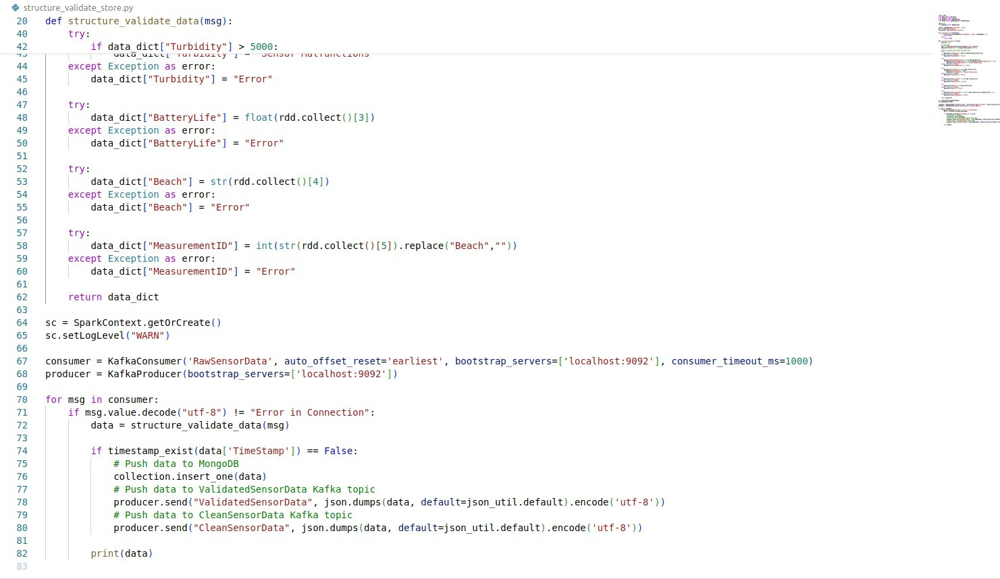 structure_validate_store.py
20 def structure_validate_data(msg):
40     try:
42         if data_dict["Turbidity"] > 5000:
43             data_dict["Turbidity"] = "Sensor Malfunctions"
44     except Exception as error:
45         data_dict["Turbidity"] = "Error"
46
47     try:
48         data_dict["BatteryLife"] = float(rdd.collect()[3])
49     except Exception as error:
50         data_dict["BatteryLife"] = "Error"
51
52     try:
53         data_dict["Beach"] = str(rdd.collect()[4])
54     except Exception as error:
55         data_dict["Beach"] = "Error"
56
57     try:
58         data_dict["MeasurementID"] = int(str(rdd.collect()[5]).replace("Beach",""))
59     except Exception as error:
60         data_dict["MeasurementID"] = "Error"
61
62     return data_dict
63
64 sc = SparkContext.getOrCreate()
65 sc.setLogLevel("WARN")
66
67 consumer = KafkaConsumer('RawSensorData', auto_offset_reset='earliest', bootstrap_servers=['localhost:9092'], consumer_timeout_ms=1000)
68 producer = KafkaProducer(bootstrap_servers=['localhost:9092'])
69
70 for msg in consumer:
71     if msg.value.decode("utf-8") != "Error in Connection":
72         data = structure_validate_data(msg)
73
74         if timestamp_exist(data['TimeStamp']) == False:
75             # Push data to MongoDB
76             collection.insert_one(data)
77             # Push data to ValidatedSensorData Kafka topic
78             producer.send("ValidatedSensorData", json.dumps(data, default=json_util.default).encode('utf-8'))
79             # Push data to CleanSensorData Kafka topic
80             producer.send("CleanSensorData", json.dumps(data, default=json_util.default).encode('utf-8'))
81
82         print(data)
83